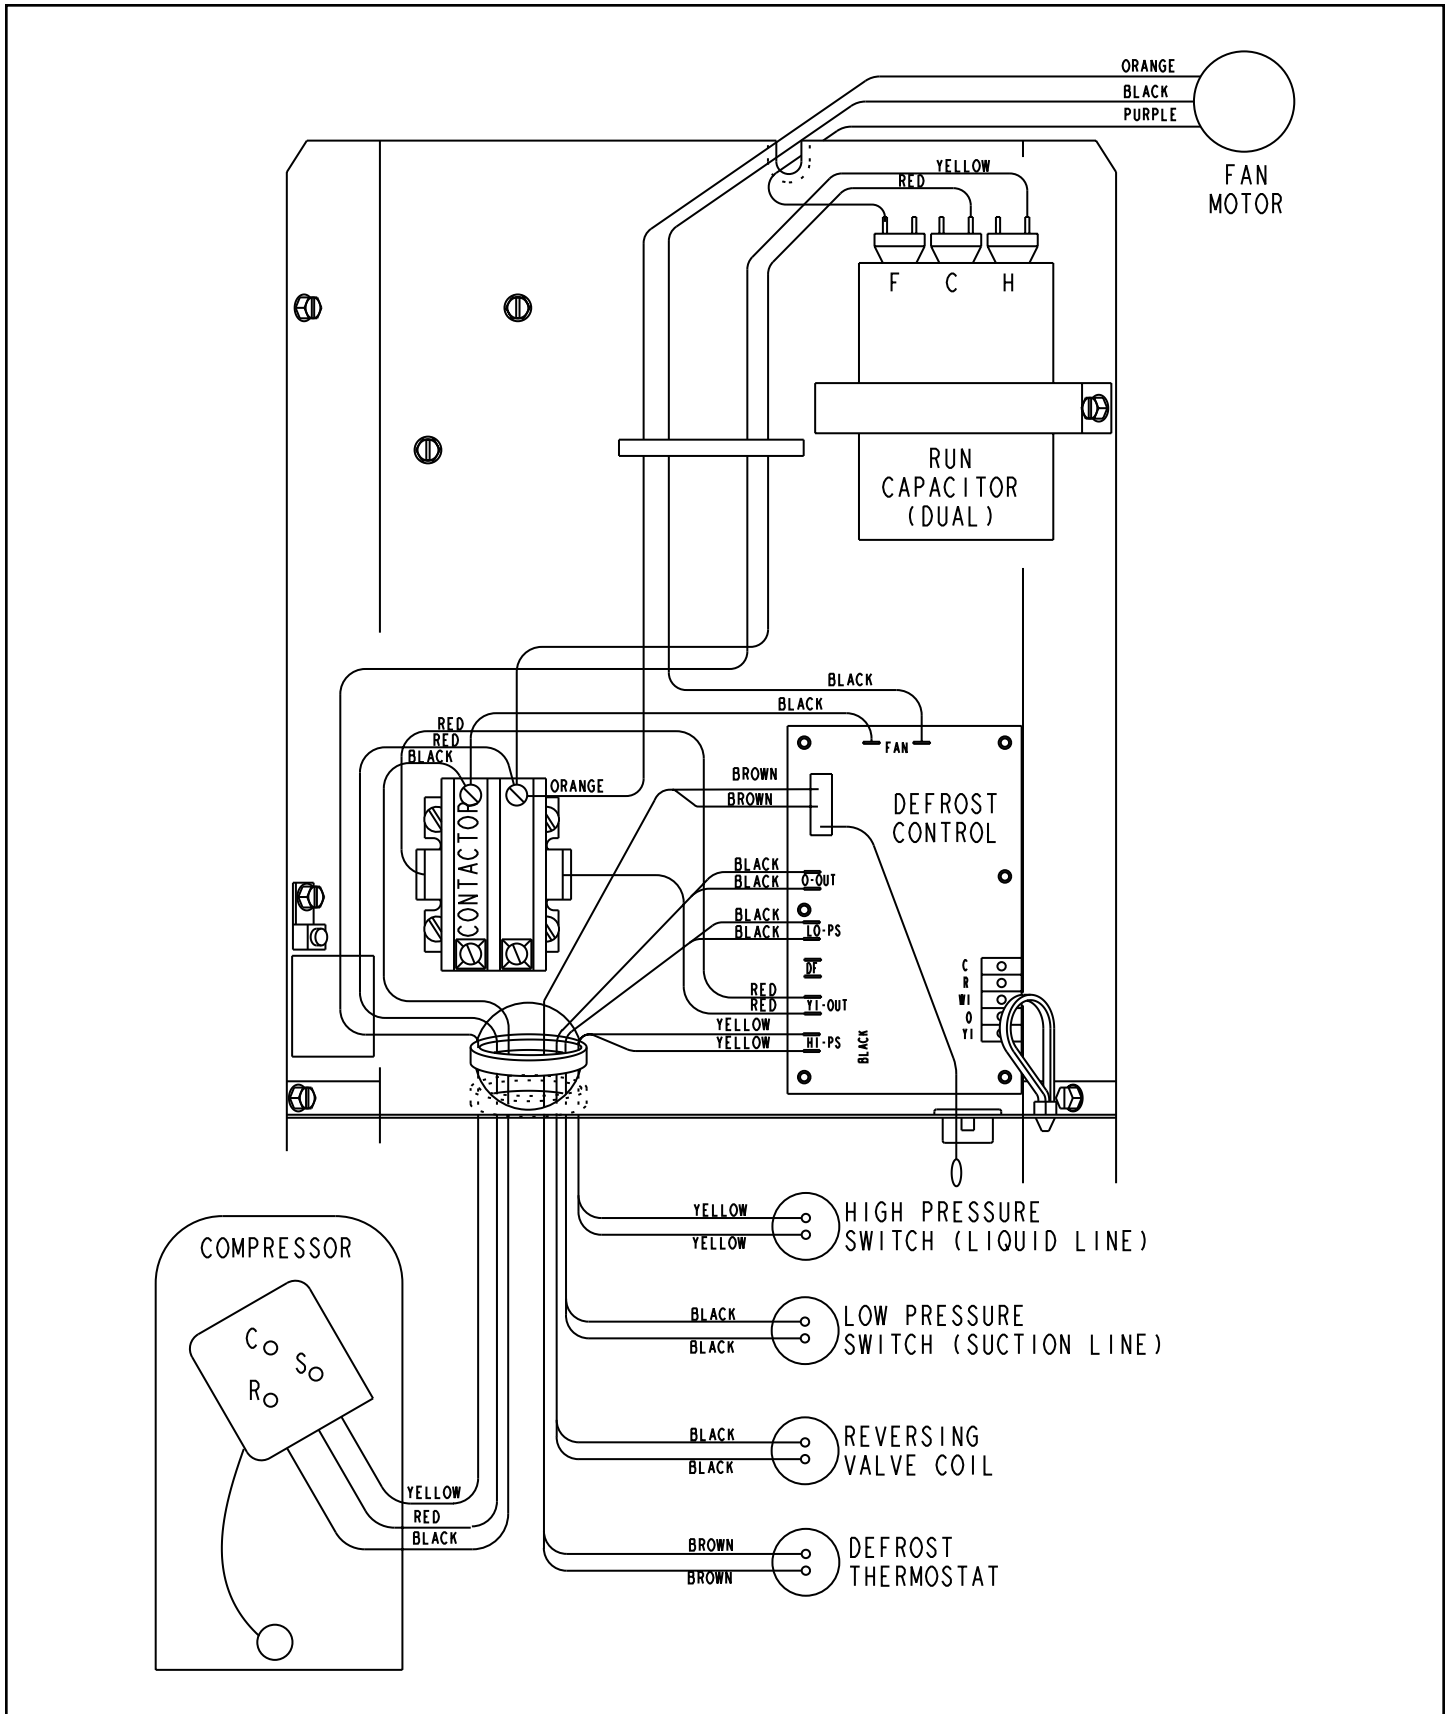 ORANGE
BLACK
PURPLE
FAN
MOTOR
YELLOW
RED
F C H
RUN
CAPACITOR
(DUAL)
BLACK
BLACK
RED
RED
BLACK
FAN
ORANGE
BROWN
BROWN
DEFROST
CONTROL
CONTACTOR
BLACK
BLACK
O-OUT
BLACK
BLACK
LO-PS
DF
C
R
W1
O
Y1
RED
RED
Y1-OUT
YELLOW
YELLOW
HI-PS
BLACK
YELLOW
YELLOW
HIGH PRESSURE
SWITCH (LIQUID LINE)
COMPRESSOR
BLACK
BLACK
LOW PRESSURE
SWITCH (SUCTION LINE)
C
S
R
BLACK
BLACK
REVERSING
VALVE COIL
YELLOW
RED
BLACK
BROWN
BROWN
DEFROST
THERMOSTAT